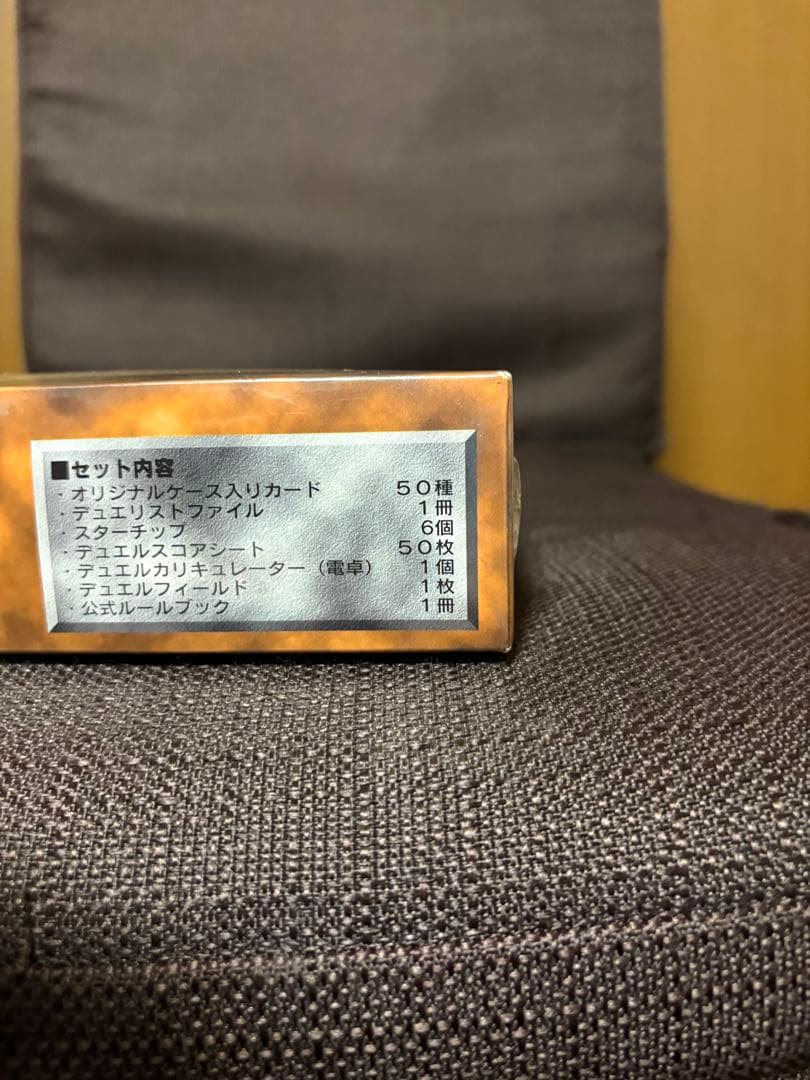 ■セット内容
・オリジナルケース入りカード　50種
・デュエリストファイル　1冊
・スターチップ　6個
・デュエルスコアシート　50枚
・デュエルカリキュレーター（電卓）　1個
・デュエルフィールド　1枚
・公式ルールブック　1冊